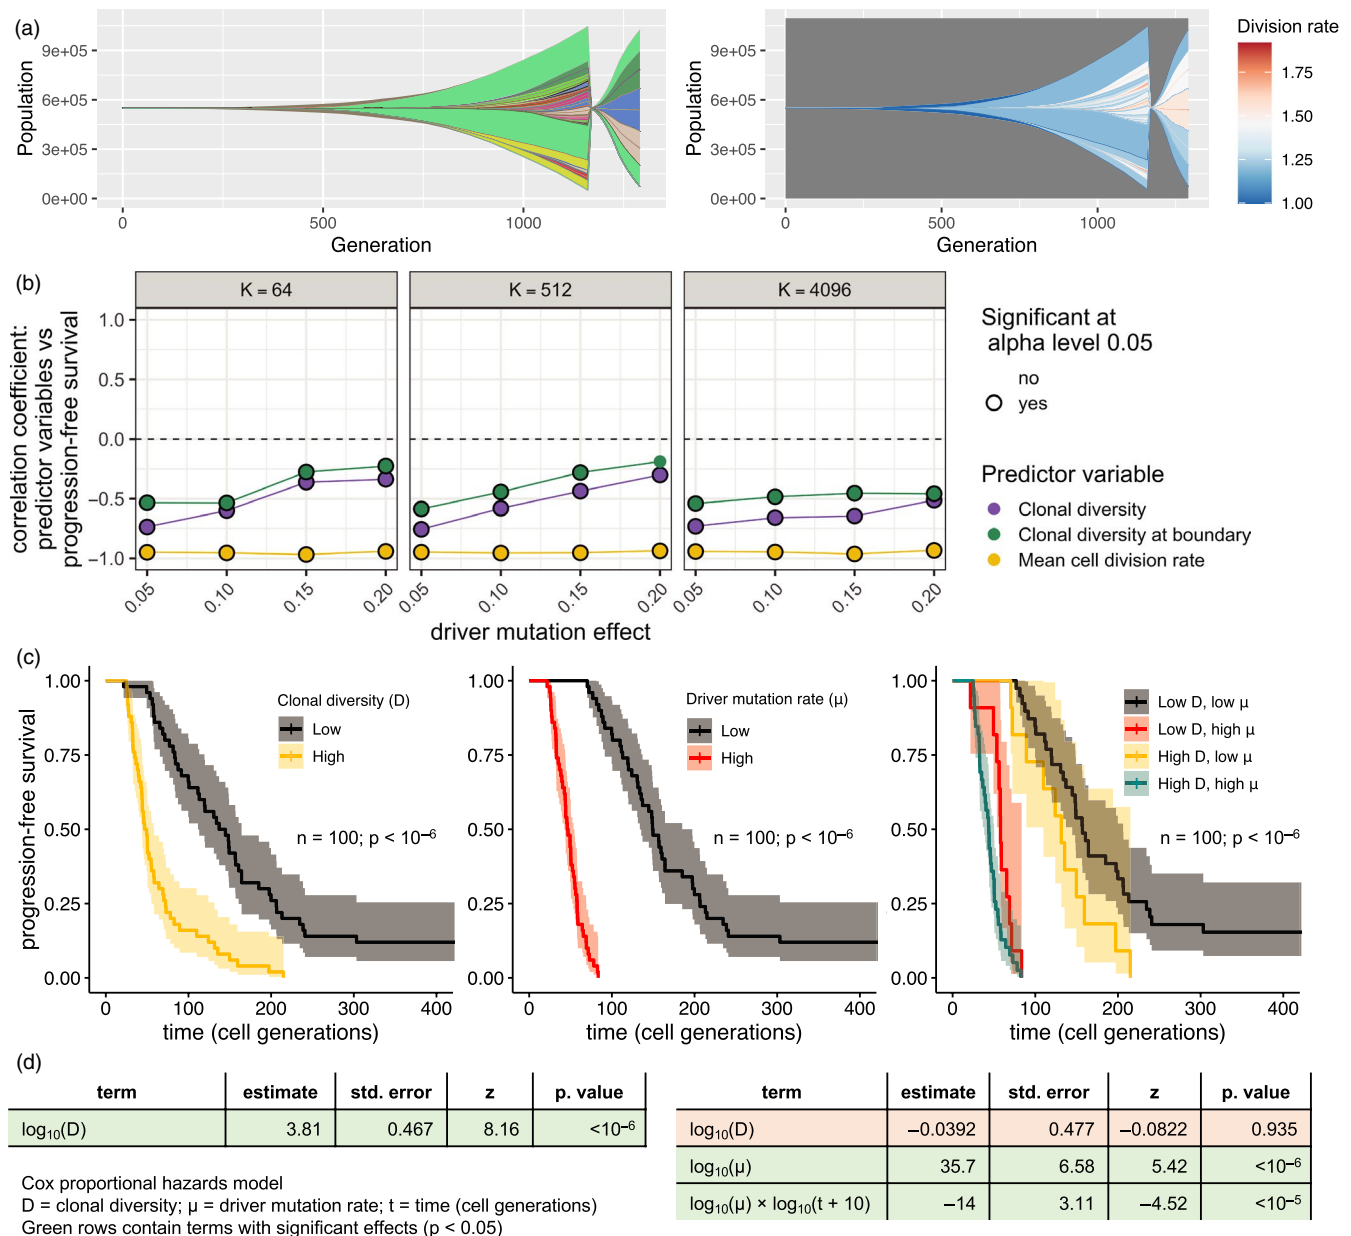 (a)
Population
9e+05
6e+05
3e+05
0e+00
0
500
1000
Generation
Population
9e+05
6e+05
3e+05
0e+00
0
500
1000
Generation
Division rate
1.75
1.50
1.25
1.00
(b)
correlation coefficient:
predictor variables vs
progression-free survival
K = 64
K = 512
K = 4096
1.0
0.5
0.0
−0.5
−1.0
0.05
0.10
0.15
0.20
0.05
0.10
0.15
0.20
0.05
0.10
0.15
0.20
driver mutation effect
Significant at
alpha level 0.05
no
yes
Predictor variable
Clonal diversity
Clonal diversity at boundary
Mean cell division rate
(c)
progression-free survival
1.00
0.75
0.50
0.25
0.00
Clonal diversity (D)
Low
High
n = 100; p < 10⁻⁶
0
100
200
300
400
time (cell generations)
1.00
0.75
0.50
0.25
0.00
Driver mutation rate (μ)
Low
High
n = 100; p < 10⁻⁶
0
100
200
300
400
time (cell generations)
1.00
0.75
0.50
0.25
0.00
Low D, low μ
Low D, high μ
High D, low μ
High D, high μ
n = 100; p < 10⁻⁶
0
100
200
300
400
time (cell generations)
(d)
term estimate std. error z p. value
log₁₀(D) 3.81 0.467 8.16 <10⁻⁶
Cox proportional hazards model
D = clonal diversity; μ = driver mutation rate; t = time (cell generations)
Green rows contain terms with significant effects (p < 0.05)
term estimate std. error z p. value
log₁₀(D) −0.0392 0.477 −0.0822 0.935
log₁₀(μ) 35.7 6.58 5.42 <10⁻⁶
log₁₀(μ) × log₁₀(t + 10) −14 3.11 −4.52 <10⁻⁵